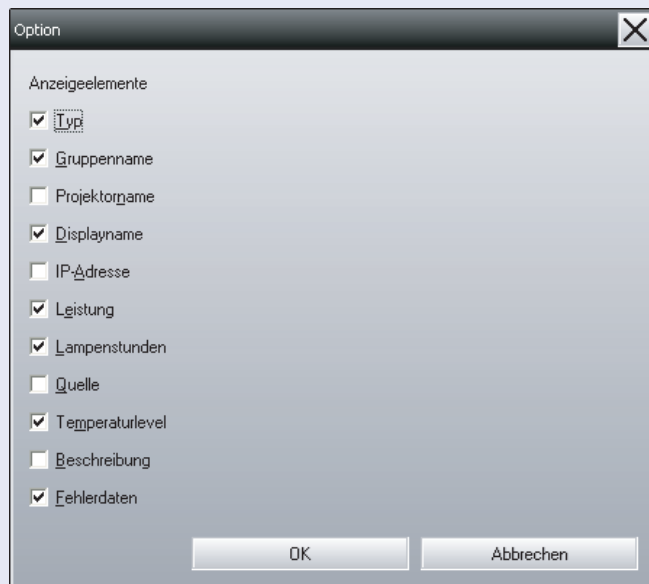 Option
Anzeigeelemente
Typ
Gruppenname
Projektorname
Displayname
IP-Adresse
Leistung
Lampenstunden
Quelle
Temperaturlevel
Beschreibung
Fehlerdaten
OK Abbrechen